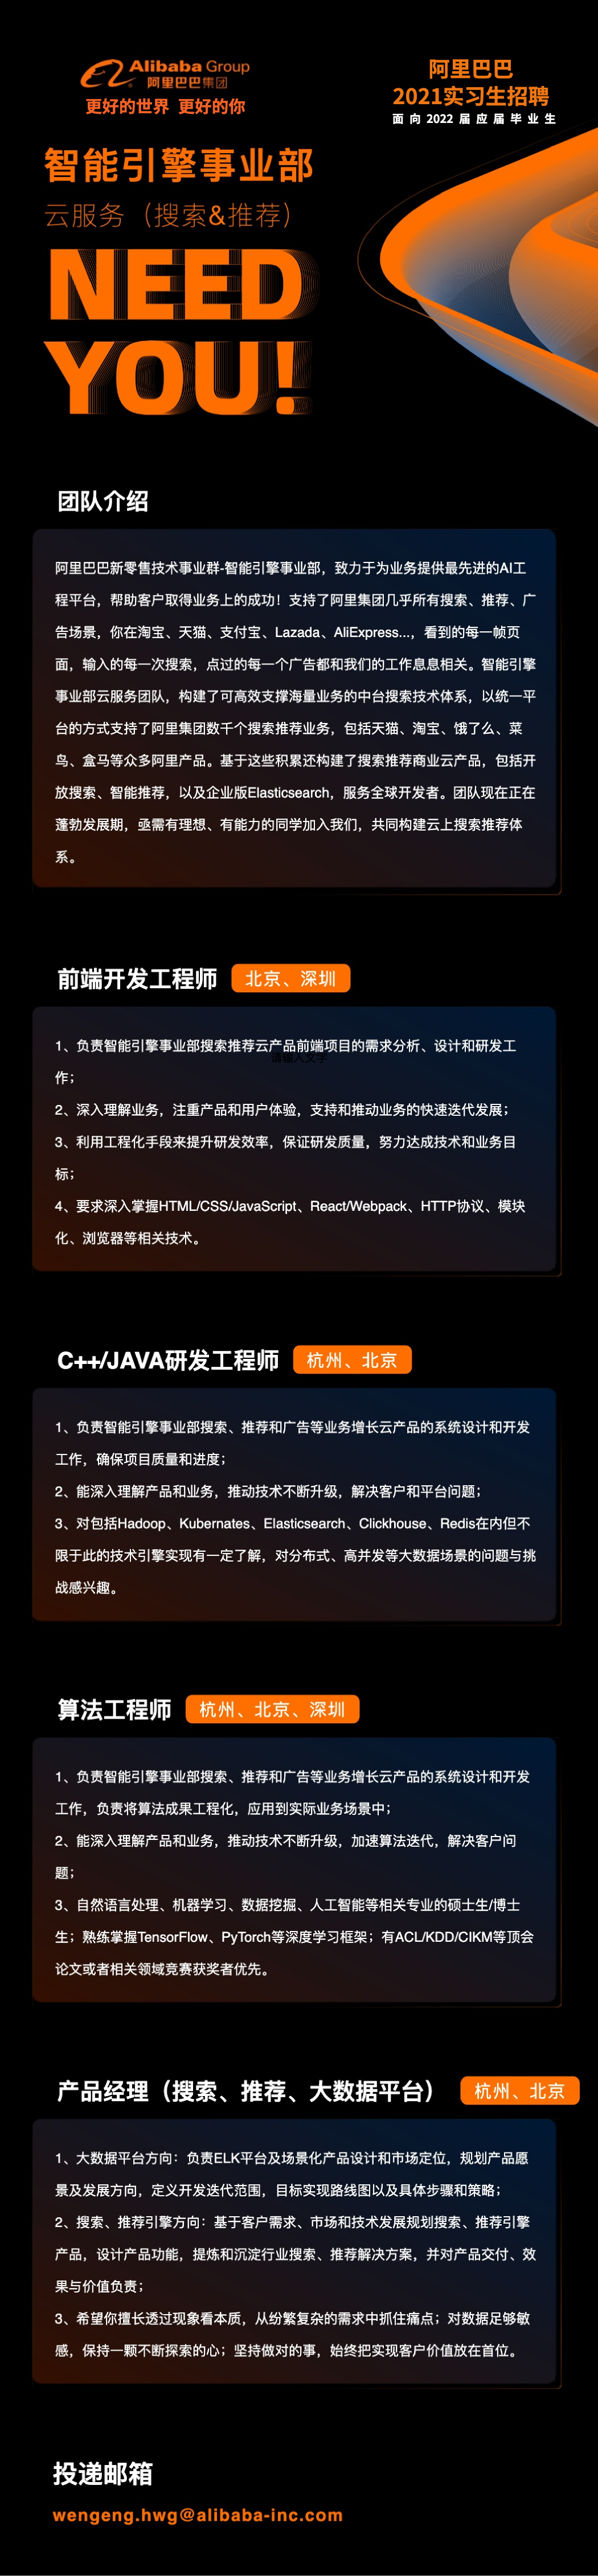 Alibaba Group
阿里巴巴集团
更好的世界 更好的你
阿里巴巴
2021实习生招聘
面向2022届应届毕业生
智能引擎事业部
云服务（搜索&推荐）
NEED
YOU!
团队介绍
阿里巴巴新零售技术事业群-智能引擎事业部，致力于为业务提供最先进的AI工
程平台，帮助客户取得业务上的成功！支持了阿里集团几乎所有搜索、推荐、广
告场景，你在淘宝、天猫、支付宝、Lazada、AliExpress...，看到的每一帧页
面，输入的每一次搜索，点过的每一个广告都和我们的工作息息相关。智能引擎
事业部云服务团队，构建了可高效支撑海量业务的中台搜索技术体系，以统一平
台的方式支持了阿里集团数千个搜索推荐业务，包括天猫、淘宝、饿了么、菜
鸟、盒马等众多阿里产品。基于这些积累还构建了搜索推荐商业云产品，包括开
放搜索、智能推荐，以及企业版Elasticsearch，服务全球开发者。团队现在正在
蓬勃发展期，亟需有理想、有能力的同学加入我们，共同构建云上搜索推荐体
系。
前端开发工程师 北京、深圳
1、负责智能引擎事业部搜索推荐云产品前端项目的需求分析、设计和研发工
请输入文字
作；
2、深入理解业务，注重产品和用户体验，支持和推动业务的快速迭代发展；
3、利用工程化手段来提升研发效率，保证研发质量，努力达成技术和业务目
标；
4、要求深入掌握HTML/CSS/JavaScript、React/Webpack、HTTP协议、模块
化、浏览器等相关技术。
C++/JAVA研发工程师 杭州、北京
1、负责智能引擎事业部搜索、推荐和广告等业务增长云产品的系统设计和开发
工作，确保项目质量和进度；
2、能深入理解产品和业务，推动技术不断升级，解决客户和平台问题；
3、对包括Hadoop、Kubernates、Elasticsearch、Clickhouse、Redis在内但不
限于此的技术引擎实现有一定了解，对分布式、高并发等大数据场景的问题与挑
战感兴趣。
算法工程师 杭州、北京、深圳
1、负责智能引擎事业部搜索、推荐和广告等业务增长云产品的系统设计和开发
工作，负责将算法成果工程化，应用到实际业务场景中；
2、能深入理解产品和业务，推动技术不断升级，加速算法迭代，解决客户问
题；
3、自然语言处理、机器学习、数据挖掘、人工智能等相关专业的硕士生/博士
生；熟练掌握TensorFlow、PyTorch等深度学习框架；有ACL/KDD/CIKM等顶会
论文或者相关领域竞赛获奖者优先。
产品经理（搜索、推荐、大数据平台） 杭州、北京
1、大数据平台方向：负责ELK平台及场景化产品设计和市场定位，规划产品愿
景及发展方向，定义开发迭代范围，目标实现路线图以及具体步骤和策略；
2、搜索、推荐引擎方向：基于客户需求、市场和技术发展规划搜索、推荐引擎
产品，设计产品功能，提炼和沉淀行业搜索、推荐解决方案，并对产品交付、效
果与价值负责；
3、希望你擅长透过现象看本质，从纷繁复杂的需求中抓住痛点；对数据足够敏
感，保持一颗不断探索的心；坚持做对的事，始终把实现客户价值放在首位。
投递邮箱
wengeng.hwg@alibaba-inc.com